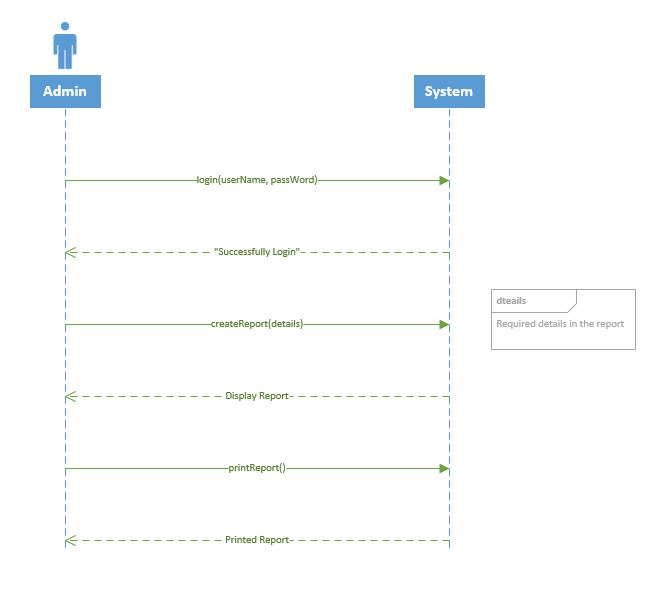 Admin
System
login(userName, passWord)
"Successfully Login"
dteails
Required details in the report
createReport(details)
Display Report
printReport()
Printed Report